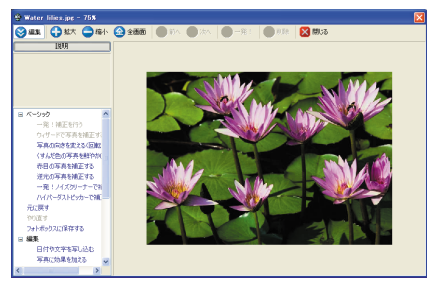 Water lilies.jpg - 75%
編集 拡大 縮小 全画面 前へ 次へ 一発! 印刷 閉じる
説明
ベーシック
一発！補正を行う
ウィザードで写真を補正す
写真の向きを変える(回転
くすんだ色の写真を鮮やか
赤目の写真を補正する
逆光の写真を補正する
一発！ノイズクリーナーで
ハイパーダストピッカーで補
元に戻す
やり直す
フォトボックスに保存する
編集
日付や文字を写し込む
写真に効果を加える